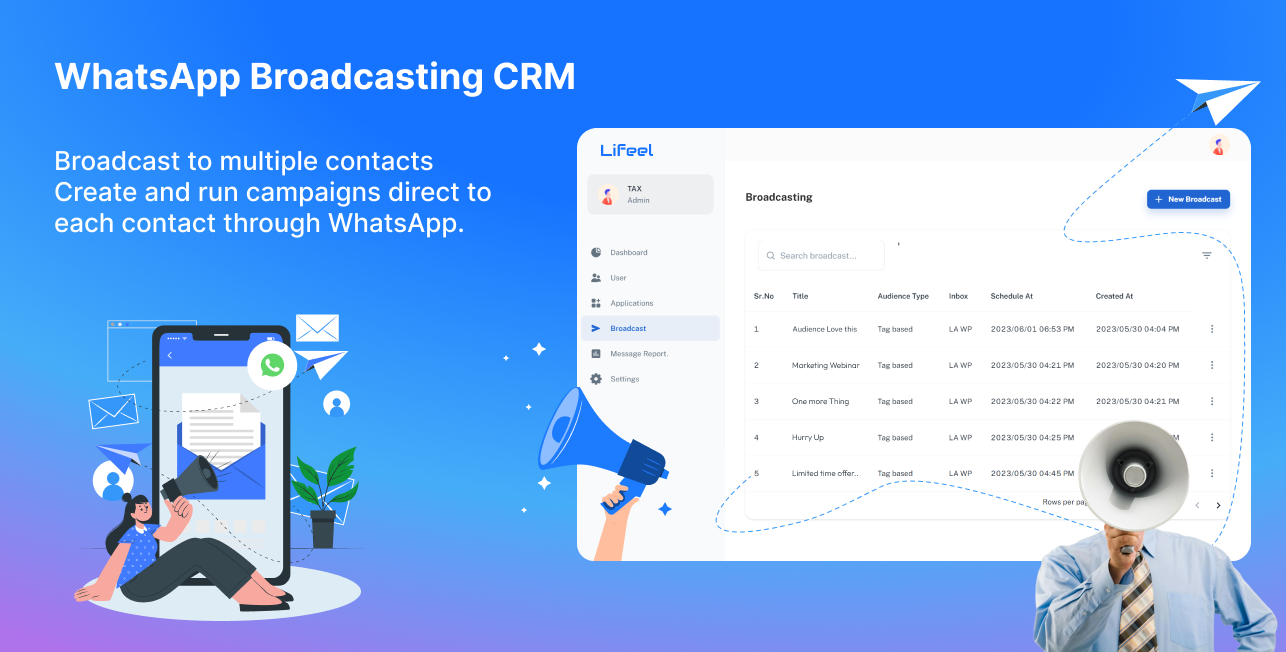 WhatsApp Broadcasting CRM
Broadcast to multiple contacts
Create and run campaigns direct to
each contact through WhatsApp.
LiFeel
TAX
Admin
Dashboard
User
Applications
Broadcast
Message Report.
Settings
Broadcasting
+ New Broadcast
Search broadcast...
Sr.No Title Audience Type Inbox Schedule At Created At
1 Audience Love this Tag based LA WP 2023/06/01 06:53 PM 2023/05/30 04:04 PM
2 Marketing Webinar Tag based LA WP 2023/05/30 04:21 PM 2023/05/20 04:20 PM
3 One more Thing Tag based LA WP 2023/05/30 04:22 PM 2023/05/30 04:21 PM
4 Hurry Up Tag based LA WP 2023/05/30 04:25 PM
5 Limited time offer.. Tag based LA WP 2023/05/30 04:45 PM
Rows per